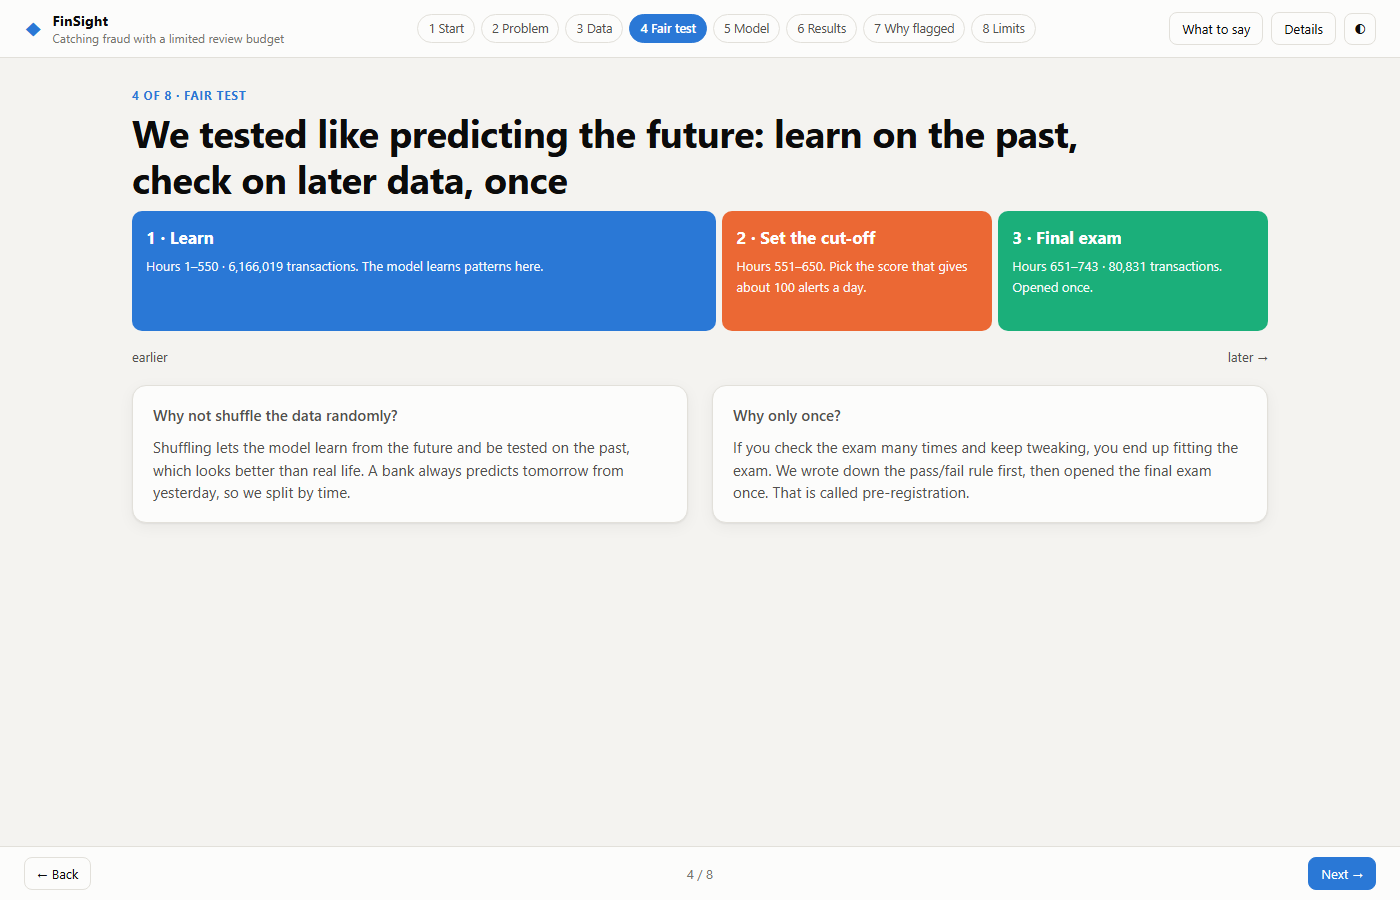 FinSight
Catching fraud with a limited review budget
1 Start
2 Problem
3 Data
4 Fair test
5 Model
6 Results
7 Why flagged
8 Limits
What to say
Details
4 OF 8 · FAIR TEST
We tested like predicting the future: learn on the past,
check on later data, once
1 · Learn
Hours 1–550 · 6,166,019 transactions. The model learns patterns here.
2 · Set the cut-off
Hours 551–650. Pick the score that gives
about 100 alerts a day.
3 · Final exam
Hours 651–743 · 80,831 transactions.
Opened once.
earlier
later →
Why not shuffle the data randomly?
Shuffling lets the model learn from the future and be tested on the past,
which looks better than real life. A bank always predicts tomorrow from
yesterday, so we split by time.
Why only once?
If you check the exam many times and keep tweaking, you end up fitting the
exam. We wrote down the pass/fail rule first, then opened the final exam
once. That is called pre-registration.
← Back
4 / 8
Next →